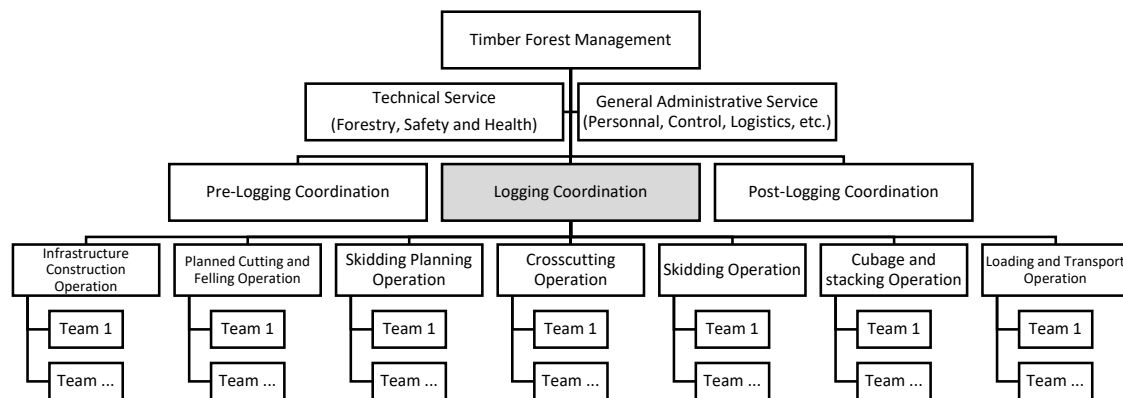 Timber Forest Management
Technical Service
(Forestry, Safety and Health)
General Administrative Service
(Personnal, Control, Logistics, etc.)
Pre-Logging Coordination
Logging Coordination
Post-Logging Coordination
Infrastructure
Construction
Operation
Planned Cutting and
Felling Operation
Skidding Planning
Operation
Crosscutting
Operation
Skidding Operation
Cubage and
stacking Operation
Loading and Transport
Operation
Team 1
Team 1
Team 1
Team 1
Team 1
Team 1
Team 1
Team ...
Team ...
Team ...
Team ...
Team ...
Team ...
Team ...